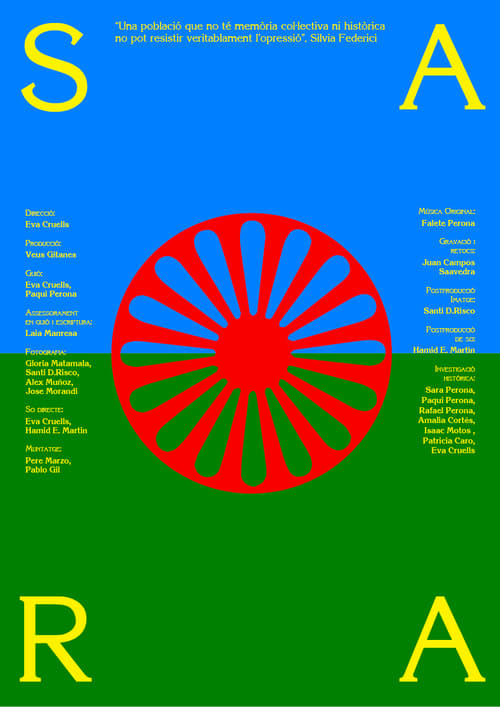 S
"Una població que no té memòria col·lectiva ni històrica
no pot resistir veritablament l'opressió", Silvia Federici
A
Direcció:
Eva Cruells
Producció:
Veus Gitanes
Guió:
Eva Cruells,
Paqui Perona
Assessorament
en guió i escriptura:
Laia Manresa
Fotografia:
Gloria Matamala,
Santi D.Risco,
Alex Muñoz,
Jose Morandi
So directe:
Eva Cruells,
Hamid E. Martin
Muntatge:
Pere Marzo,
Pablo Gil
Música Original:
Falete Perona
Gravació i
retocs:
Juan Campos
Saavedra
Postproducció
Imatge:
Santi D.Risco
Postproducció
de so:
Hamid E. Martin
Investigació
històrica:
Sara Perona,
Paqui Perona,
Rafael Perona,
Amalia Cortés,
Isaac Motos ,
Patricia Caro,
Eva Cruells
R
A